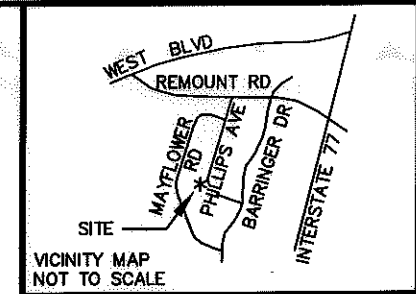 WEST BLVD
REMOUNT RD
MAYFLOWER RD
PHILLIPS AVE
BARRINGER DR
INTERSTATE 77
SITE
VICINITY MAP
NOT TO SCALE